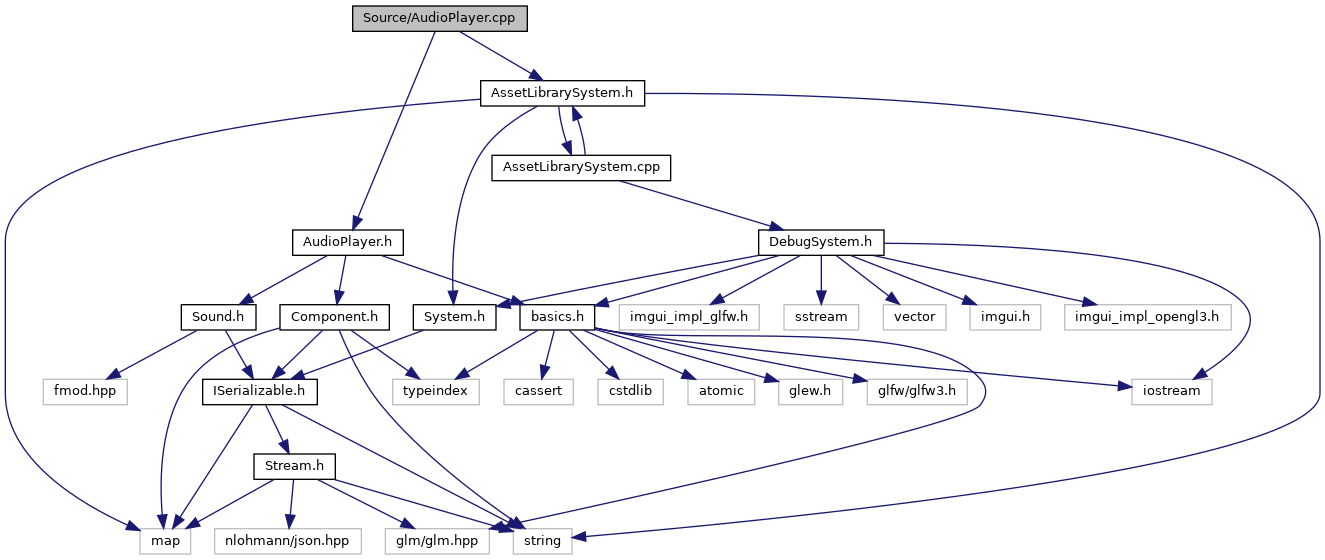 Source/AudioPlayer.cpp
AssetLibrarySystem.h
AssetLibrarySystem.cpp
AudioPlayer.h
DebugSystem.h
Sound.h
Component.h
System.h
basics.h
imgui_impl_glfw.h
sstream
vector
imgui.h
imgui_impl_opengl3.h
fmod.hpp
ISerializable.h
typeindex
cassert
cstdlib
atomic
glew.h
glfw/glfw3.h
iostream
Stream.h
map
nlohmann/json.hpp
glm/glm.hpp
string